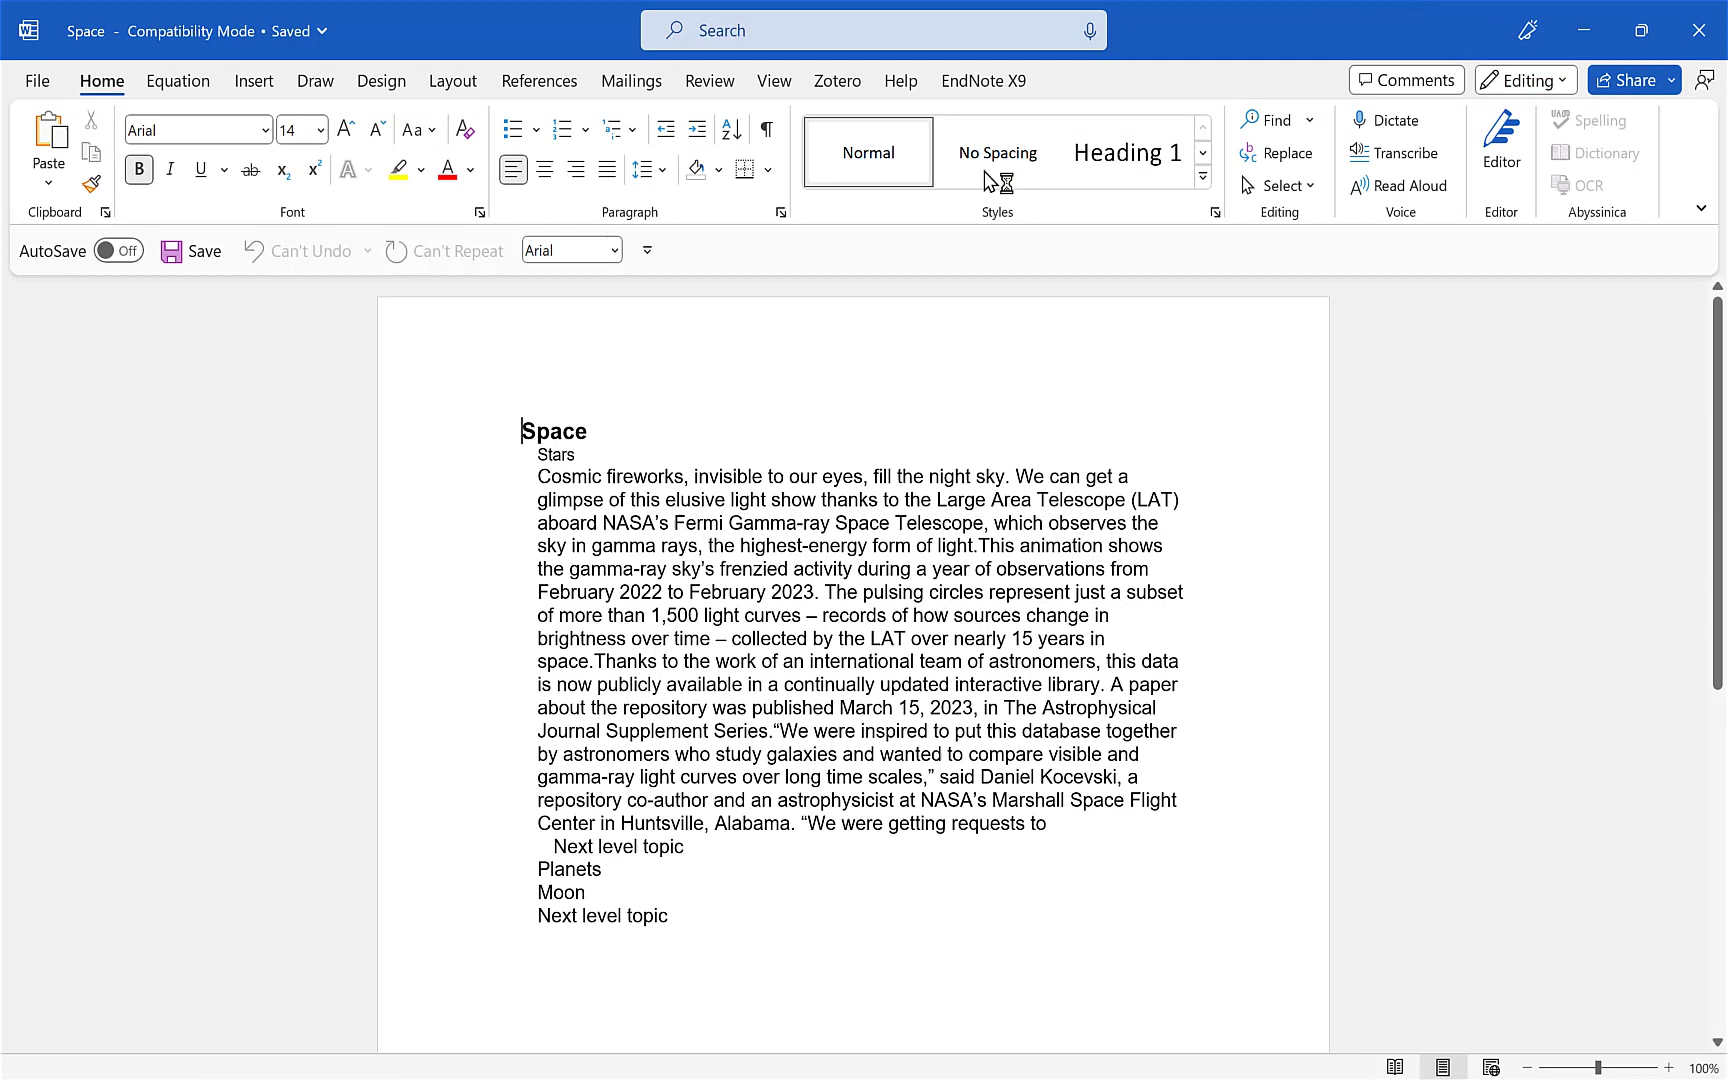 Space - Compatibility Mode • Saved
Search
File Home Equation Insert Draw Design Layout References Mailings Review View Zotero Help EndNote X9
Comments Editing Share
Paste
Clipboard
Arial 14
Aa
B I U ab x2 x2 A A
Font
Paragraph
Normal No Spacing Heading 1
Styles
Find
Replace
Select
Editing
Dictate
Transcribe
Read Aloud
Voice
Editor
Editor
Spelling
Dictionary
OCR
Abyssinica
AutoSave Off Save Can't Undo Can't Repeat Arial
Space
Stars
Cosmic fireworks, invisible to our eyes, fill the night sky. We can get a
glimpse of this elusive light show thanks to the Large Area Telescope (LAT)
aboard NASA’s Fermi Gamma-ray Space Telescope, which observes the
sky in gamma rays, the highest-energy form of light.This animation shows
the gamma-ray sky’s frenzied activity during a year of observations from
February 2022 to February 2023. The pulsing circles represent just a subset
of more than 1,500 light curves – records of how sources change in
brightness over time – collected by the LAT over nearly 15 years in
space.Thanks to the work of an international team of astronomers, this data
is now publicly available in a continually updated interactive library. A paper
about the repository was published March 15, 2023, in The Astrophysical
Journal Supplement Series.“We were inspired to put this database together
by astronomers who study galaxies and wanted to compare visible and
gamma-ray light curves over long time scales,” said Daniel Kocevski, a
repository co-author and an astrophysicist at NASA’s Marshall Space Flight
Center in Huntsville, Alabama. “We were getting requests to
Next level topic
Planets
Moon
Next level topic
100%